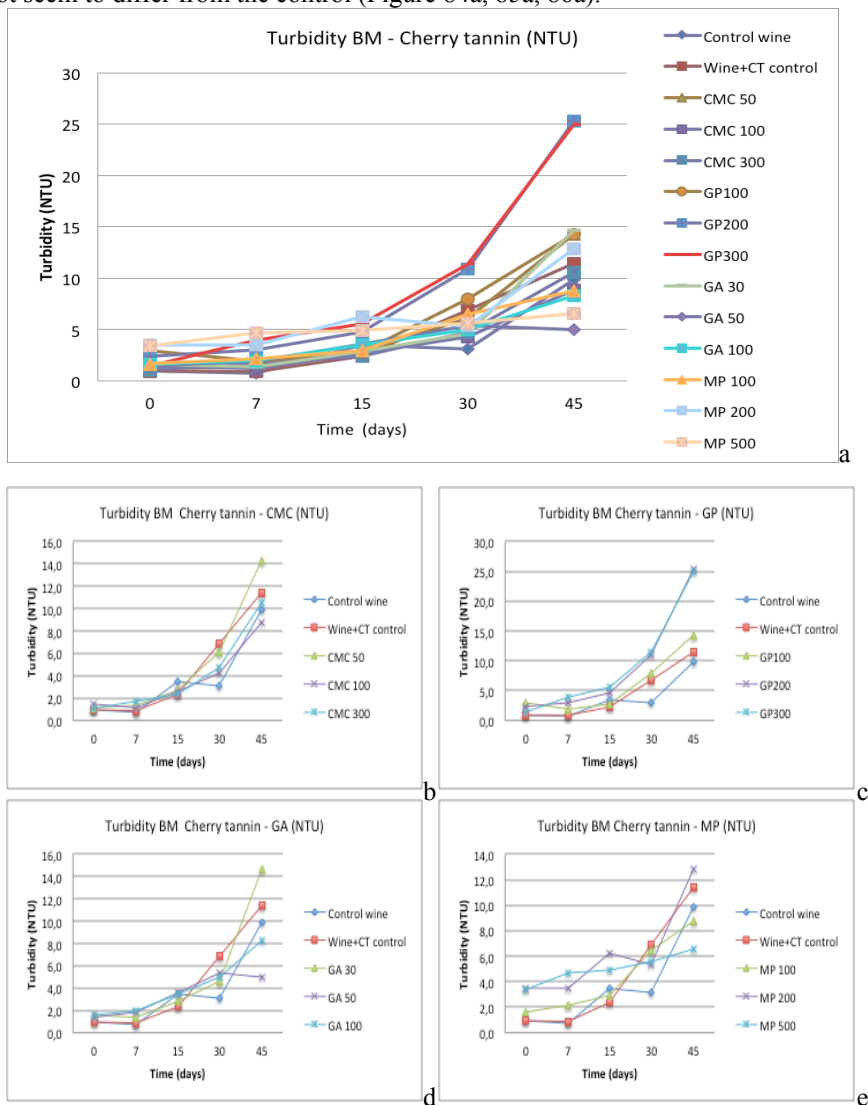 not seem to differ from the control (Figure 64a, 65a, 66a).
Turbidity BM - Cherry tannin (NTU)
Turbidity (NTU)
30
25
20
15
10
5
0
0 7 15 30 45
Time (days)
Control wine
Wine+CT control
CMC 50
CMC 100
CMC 300
GP100
GP200
GP300
GA 30
GA 50
GA 100
MP 100
MP 200
MP 500
a
Turbidity BM Cherry tannin - CMC (NTU)
Turbidity (NTU)
16,0
14,0
12,0
10,0
8,0
6,0
4,0
2,0
0,0
0 7 15 30 45
Time (days)
Control wine
Wine+CT control
CMC 50
CMC 100
CMC 300
b
Turbidity BM Cherry tannin - GP (NTU)
Turbidity (NTU)
30,0
25,0
20,0
15,0
10,0
5,0
0,0
0 7 15 30 45
Time (days)
Control wine
Wine+CT control
GP100
GP200
GP300
c
Turbidity BM Cherry tannin - GA (NTU)
Turbidity (NTU)
16,0
14,0
12,0
10,0
8,0
6,0
4,0
2,0
0,0
0 7 15 30 45
Time (days)
Control wine
Wine+CT control
GA 30
GA 50
GA 100
d
Turbidity BM Cherry tannin - MP (NTU)
Turbidity (NTU)
14,0
12,0
10,0
8,0
6,0
4,0
2,0
0,0
0 7 15 30 45
Time (days)
Control wine
Wine+CT control
MP 100
MP 200
MP 500
e